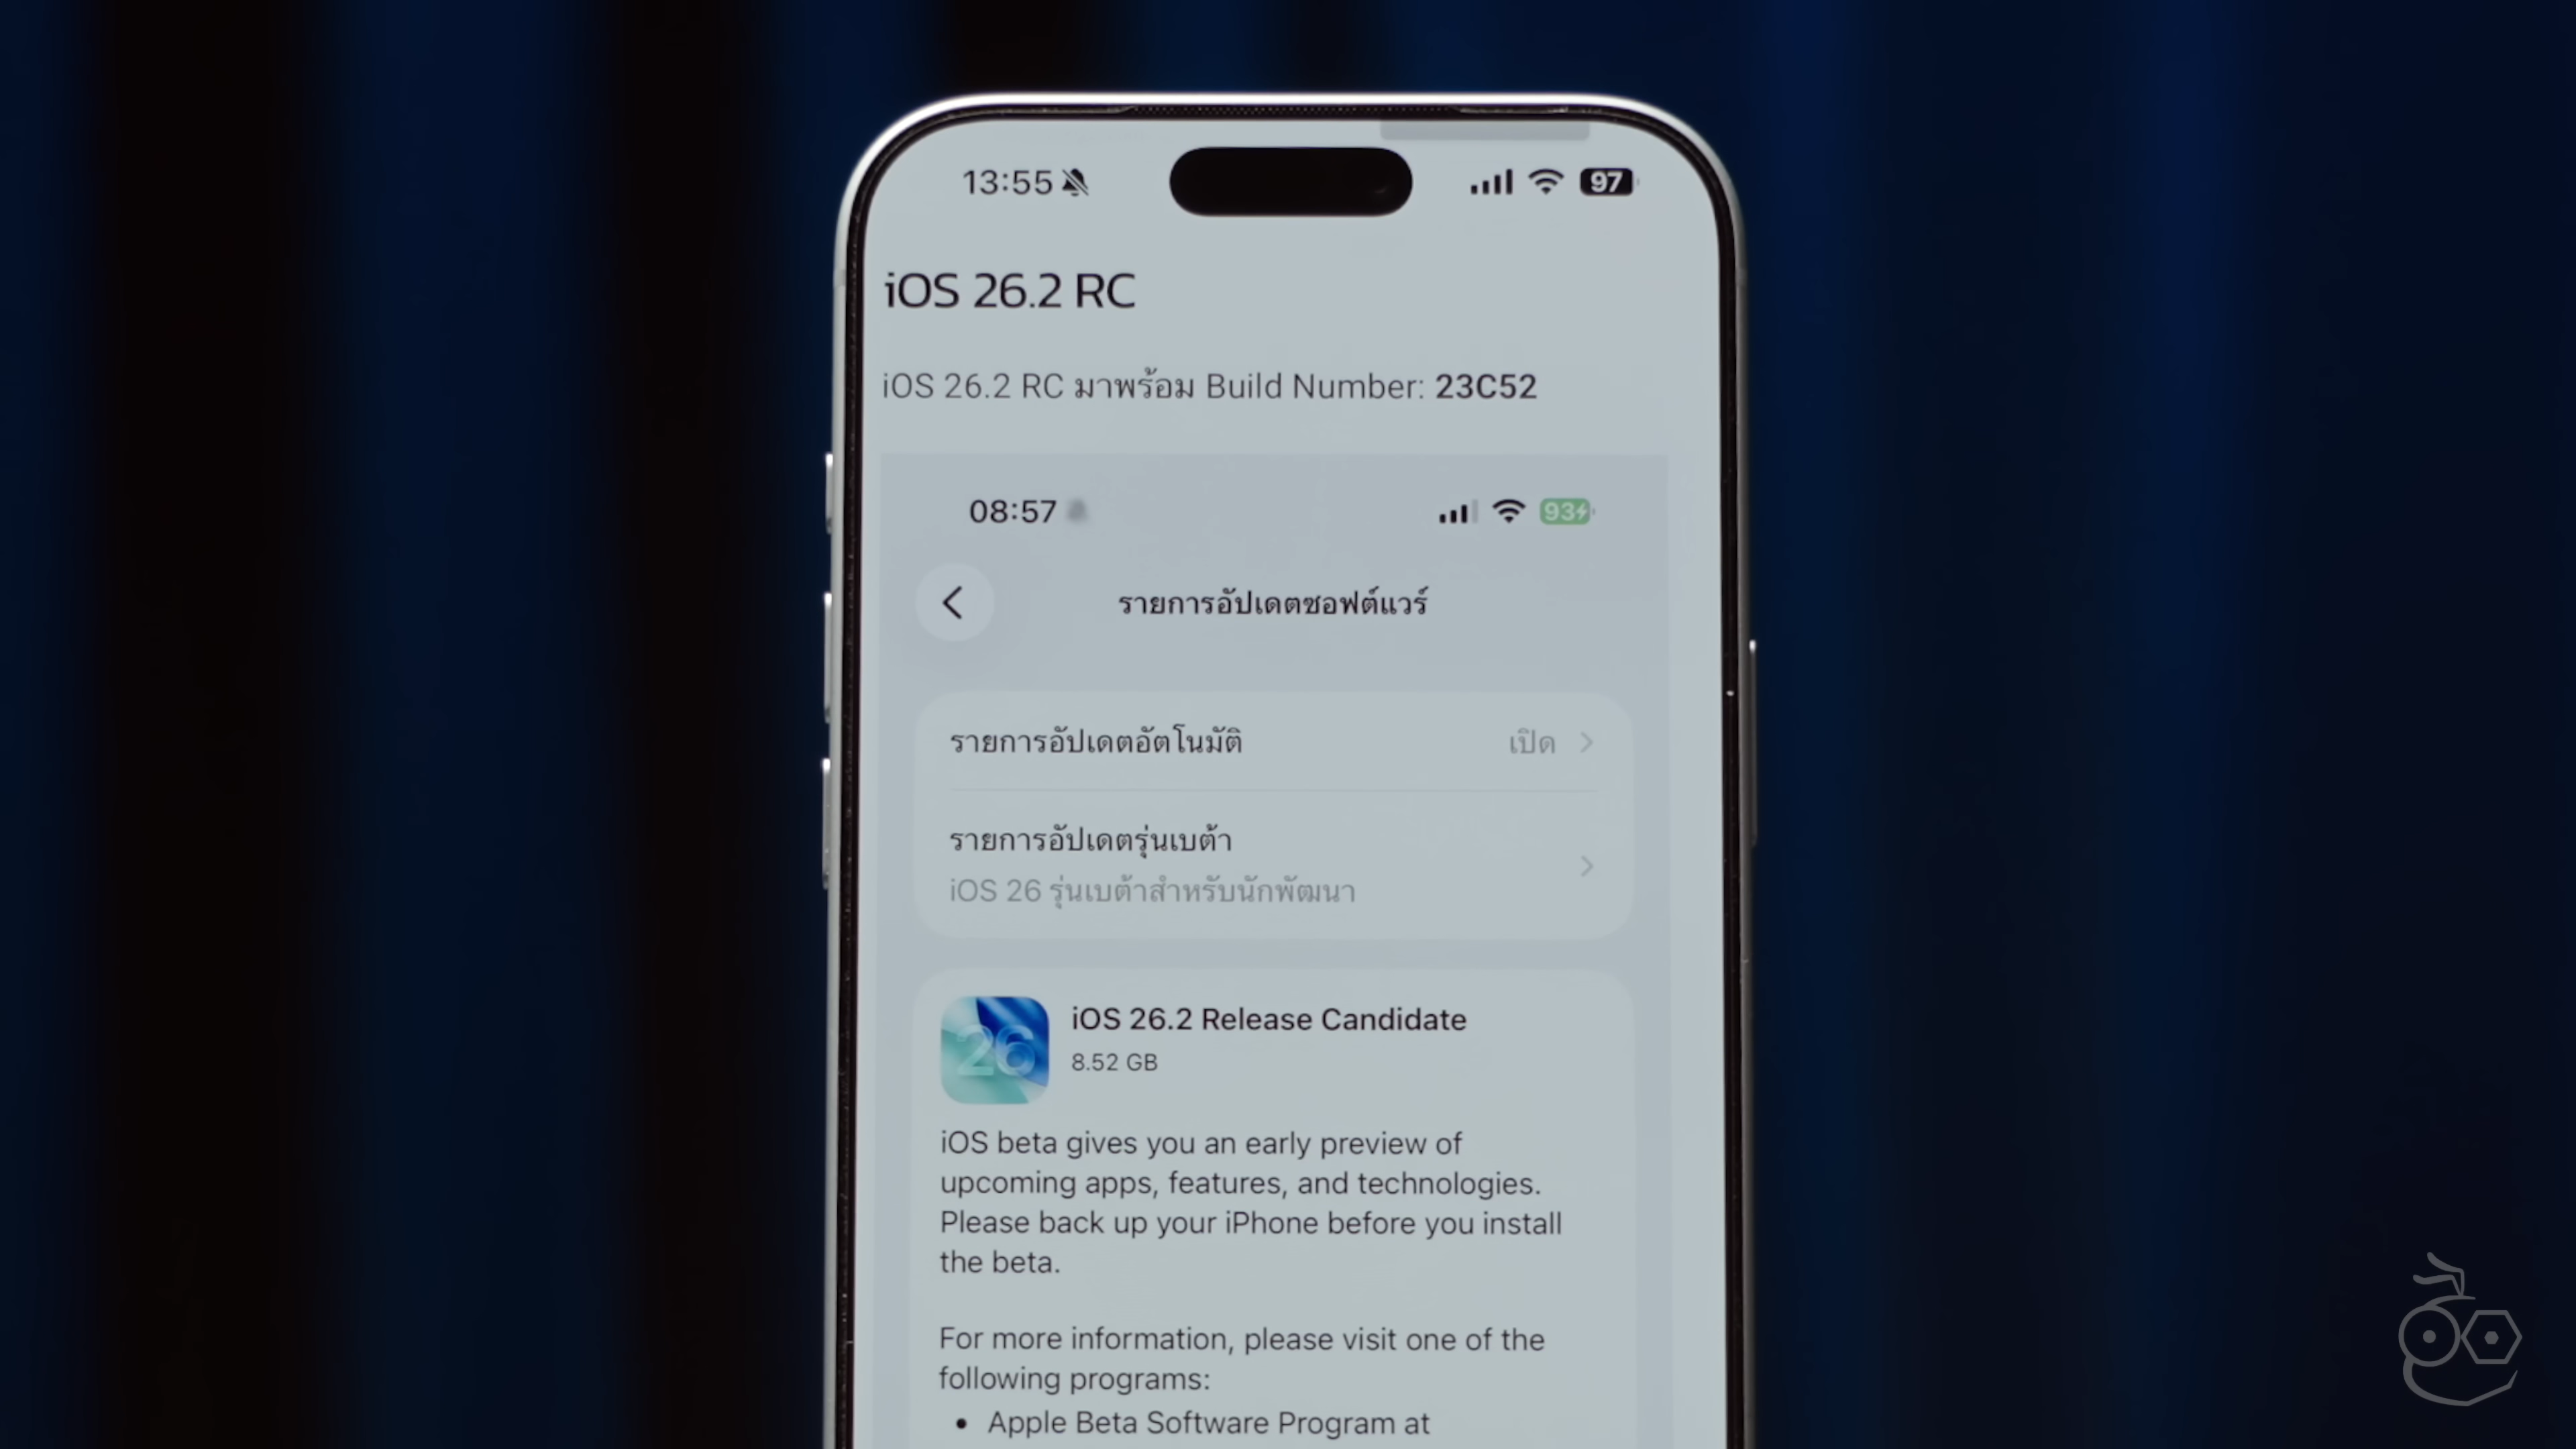 13:55
97
iOS 26.2 RC
iOS 26.2 RC มาพร้อม Build Number: 23C52
08:57
93
รายการอัปเดตซอฟต์แวร์
รายการอัปเดตอัตโนมัติ เปิด
รายการอัปเดตรุ่นเบต้า
iOS 26 รุ่นเบต้าสำหรับนักพัฒนา
26
iOS 26.2 Release Candidate
8.52 GB
iOS beta gives you an early preview of
upcoming apps, features, and technologies.
Please back up your iPhone before you install
the beta.
For more information, please visit one of the
following programs:
• Apple Beta Software Program at